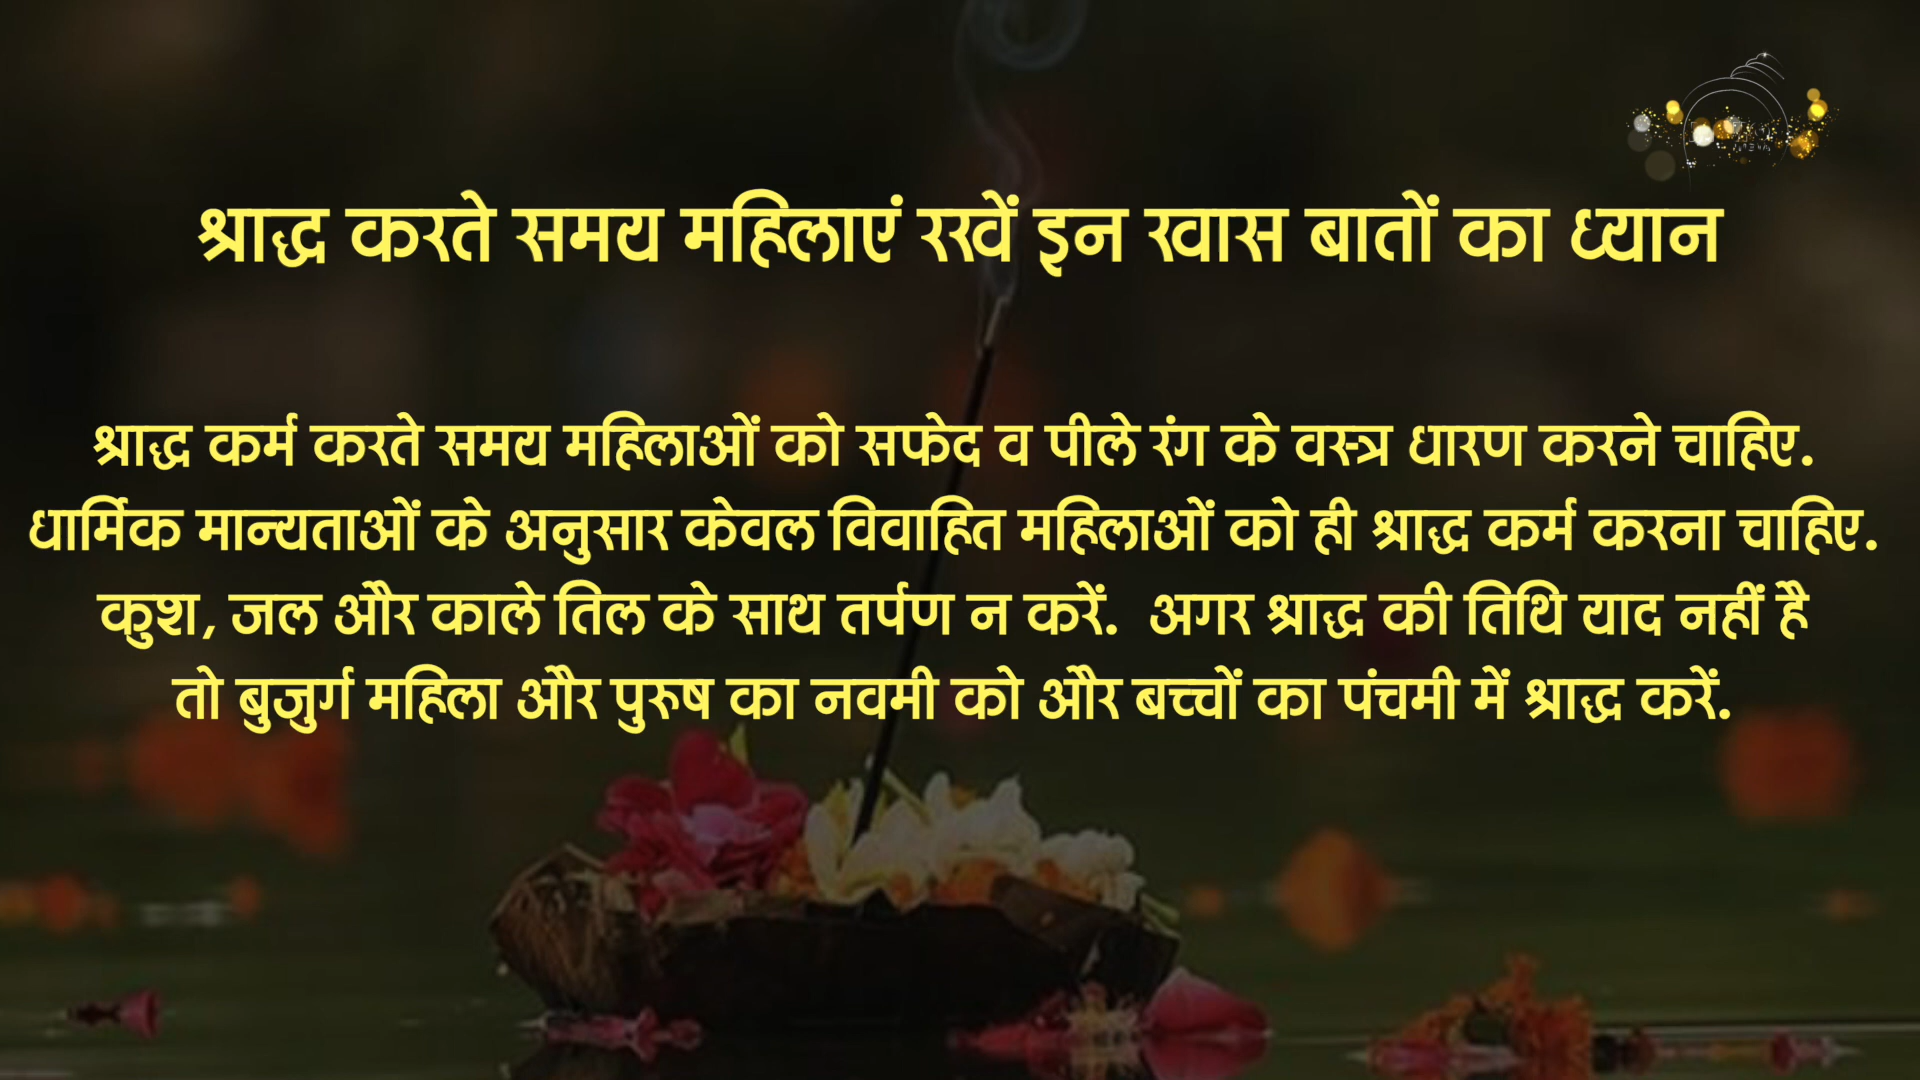 श्राद्ध करते समय महिलाएं रखें इन खास बातों का ध्यान
श्राद्ध कर्म करते समय महिलाओं को सफेद व पीले रंग के वस्त्र धारण करने चाहिए.
धार्मिक मान्यताओं के अनुसार केवल विवाहित महिलाओं को ही श्राद्ध कर्म करना चाहिए.
कुश, जल और काले तिल के साथ तर्पण न करें. अगर श्राद्ध की तिथि याद नहीं है
तो बुजुर्ग महिला और पुरुष का नवमी को और बच्चों का पंचमी में श्राद्ध करें.